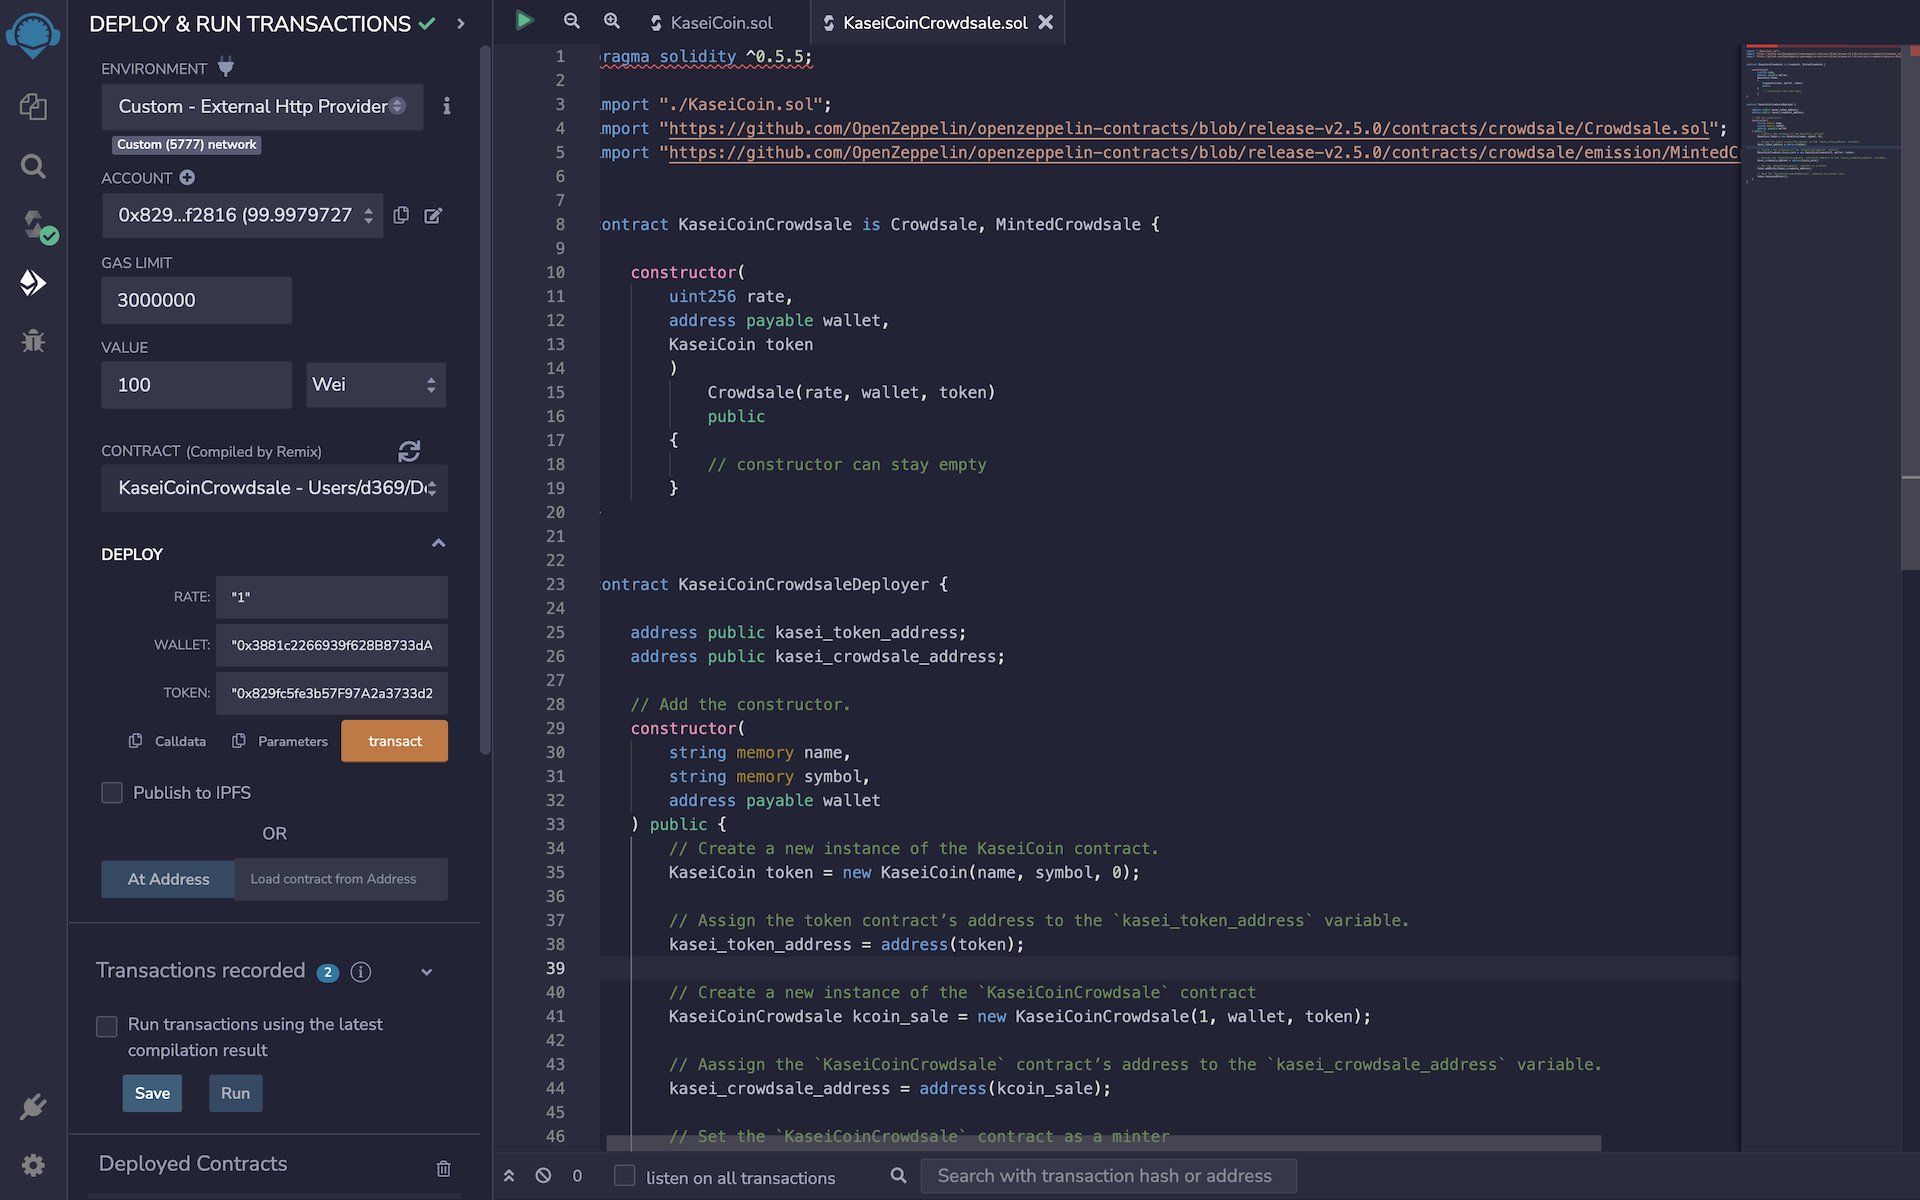 DEPLOY & RUN TRANSACTIONS
ENVIRONMENT
Custom - External Http Provider
Custom (5777) network
ACCOUNT
0x829...f2816 (99.9979727
GAS LIMIT
3000000
VALUE
100
Wei
CONTRACT (Compiled by Remix)
KaseiCoinCrowdsale - Users/d369/De
DEPLOY
RATE: "1"
WALLET: "0x3881c2266939f628B8733dA
TOKEN: "0x829fc5fe3b57F97A2a3733d2
Calldata
Parameters
transact
Publish to IPFS
OR
At Address
Load contract from Address
Transactions recorded 2
Run transactions using the latest
compilation result
Save
Run
Deployed Contracts
KaseiCoin.sol
KaseiCoinCrowdsale.sol
1 ragma solidity ^0.5.5;
2
3 mport "./KaseiCoin.sol";
4 mport "https://github.com/OpenZeppelin/openzeppelin-contracts/blob/release-v2.5.0/contracts/crowdsale/Crowdsale.sol";
5 mport "https://github.com/OpenZeppelin/openzeppelin-contracts/blob/release-v2.5.0/contracts/crowdsale/emission/MintedC
6
7
8 ontract KaseiCoinCrowdsale is Crowdsale, MintedCrowdsale {
9
10 constructor(
11 uint256 rate,
12 address payable wallet,
13 KaseiCoin token
14 )
15 Crowdsale(rate, wallet, token)
16 public
17 {
18 // constructor can stay empty
19 }
20
21
22
23 ontract KaseiCoinCrowdsaleDeployer {
24
25 address public kasei_token_address;
26 address public kasei_crowdsale_address;
27
28 // Add the constructor.
29 constructor(
30 string memory name,
31 string memory symbol,
32 address payable wallet
33 ) public {
34 // Create a new instance of the KaseiCoin contract.
35 KaseiCoin token = new KaseiCoin(name, symbol, 0);
36
37 // Assign the token contract’s address to the `kasei_token_address` variable.
38 kasei_token_address = address(token);
39
40 // Create a new instance of the `KaseiCoinCrowdsale` contract
41 KaseiCoinCrowdsale kcoin_sale = new KaseiCoinCrowdsale(1, wallet, token);
42
43 // Aassign the `KaseiCoinCrowdsale` contract’s address to the `kasei_crowdsale_address` variable.
44 kasei_crowdsale_address = address(kcoin_sale);
45
46 // Set the `KaseiCoinCrowdsale` contract as a minter
0
listen on all transactions
Search with transaction hash or address